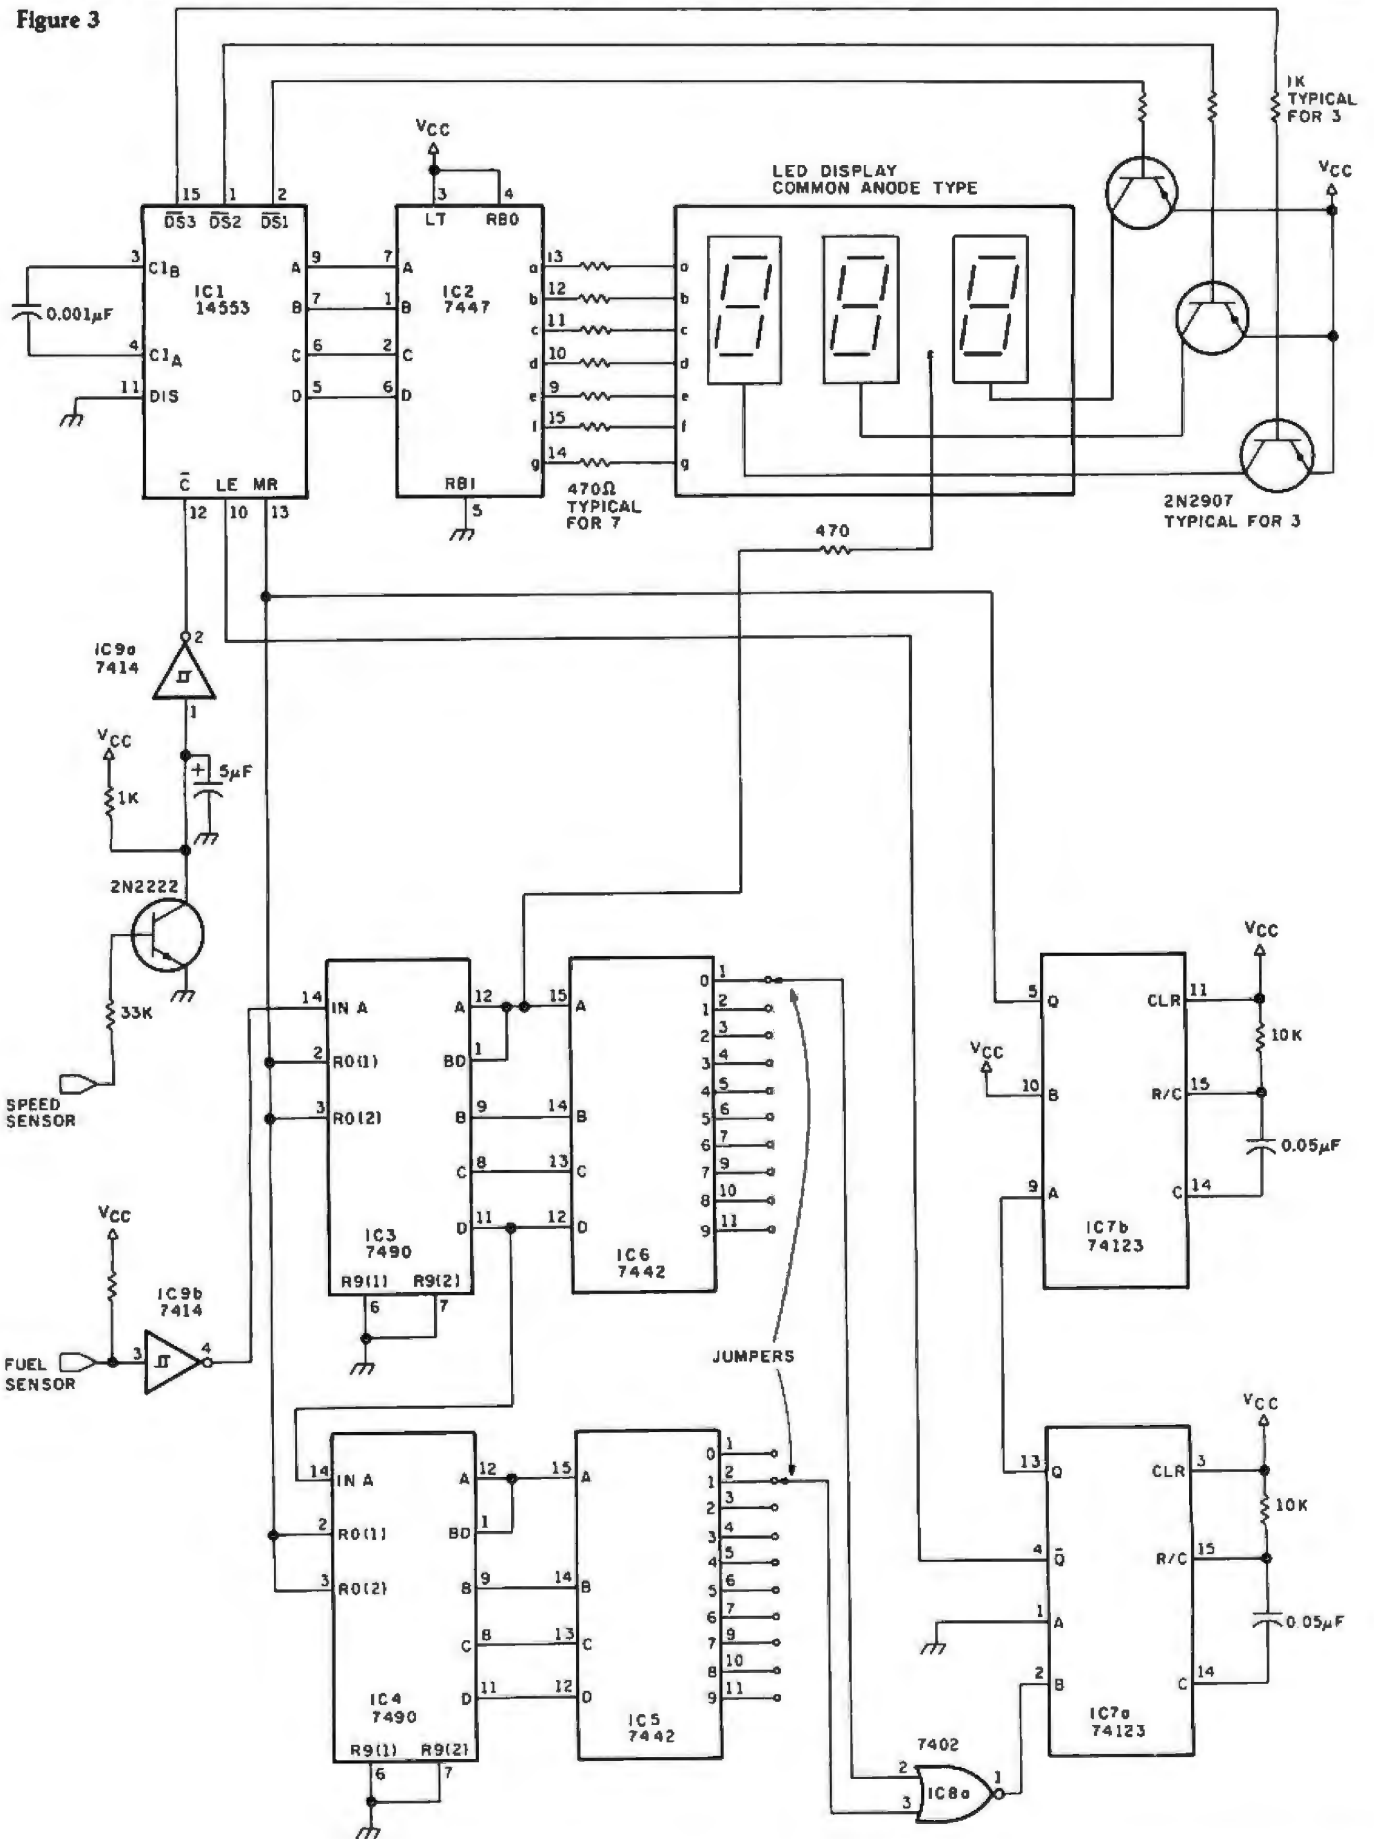 Figure 3
1K
TYPICAL
FOR 3
VCC
VCC
LED DISPLAY
COMMON ANODE TYPE
15 1 2
DS3 DS2 DS1
3 4
LT RBO
3 CIB
0.001µF
4 CIA
11 DIS
IC1
14553
A 9
B 7
C 6
D 5
7 A
1 B
2 C
6 D
IC2
7447
a 13
b 12
c 11
d 10
e 9
f 15
g 14
a
b
c
d
e
f
g
C LE MR
12 10 13
RBI
5
470Ω
TYPICAL
FOR 7
2N2907
TYPICAL FOR 3
470
IC9a
7414
2
1
VCC
1K
+ 5µF
2N2222
33K
SPEED
SENSOR
14 IN A
2 RO(1)
3 RO(2)
A 12
BD 1
B 9
C 8
D 11
IC3
7490
R9(1) R9(2)
6 7
15 A
14 B
13 C
12 D
IC6
7442
0 1
1 2
2 3
3 4
4 5
5 6
6 7
7 9
8 10
9 11
VCC
5 Q
CLR 11
10K
VCC
10 B
R/C 15
0.05µF
9 A
C 14
IC7b
74123
VCC
IC9b
7414
FUEL
SENSOR
3
4
JUMPERS
14 IN A
2 RO(1)
3 RO(2)
A 12
BD 1
B 9
C 8
D 11
IC4
7490
R9(1) R9(2)
6 7
15 A
14 B
13 C
12 D
IC5
7442
0 1
1 2
2 3
3 4
4 5
5 6
6 7
7 9
8 10
9 11
VCC
13 Q
CLR 3
10K
4 Q̄
R/C 15
1 A
0.05µF
2 B
C 14
IC7a
74123
7402
2
3
IC8a
1